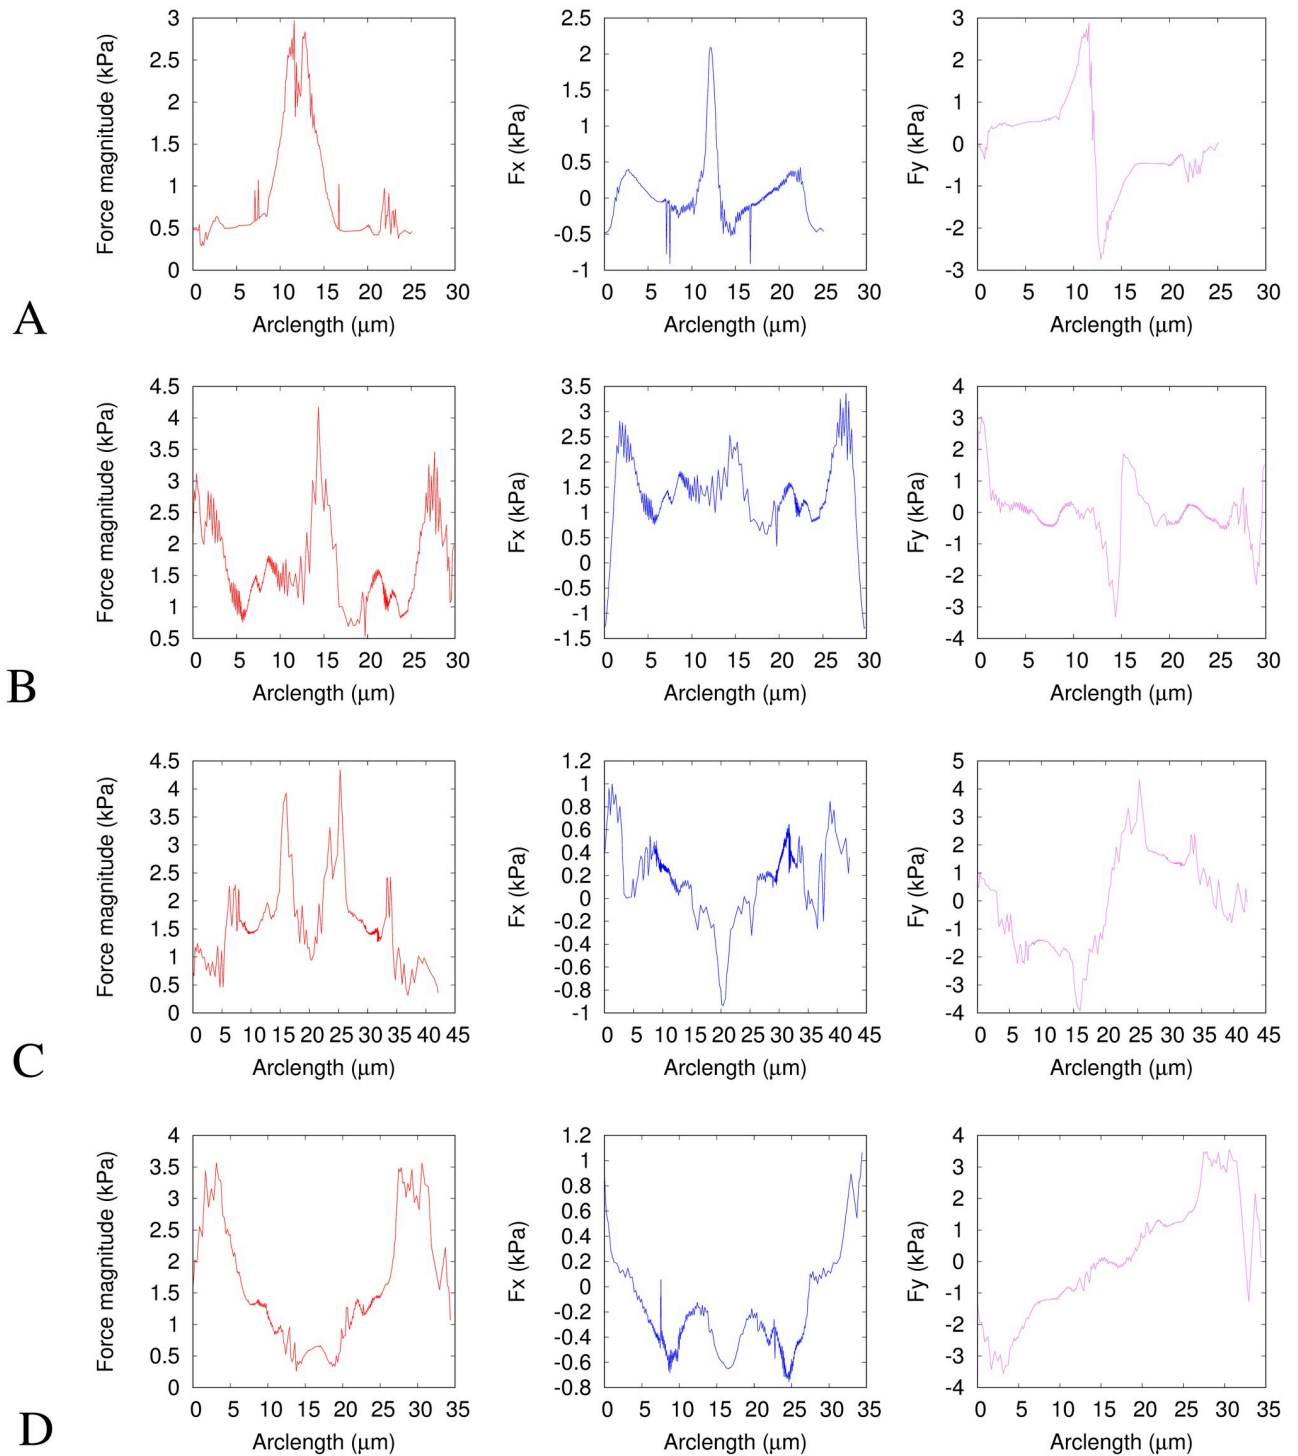 3
2.5
2
1.5
1
0.5
0
Force magnitude (kPa)
0 5 10 15 20 25 30
Arclength (μm)
2.5
2
1.5
1
0.5
0
-0.5
-1
Fx (kPa)
0 5 10 15 20 25 30
Arclength (μm)
3
2
1
0
-1
-2
-3
Fy (kPa)
0 5 10 15 20 25 30
Arclength (μm)
A
4.5
4
3.5
3
2.5
2
1.5
1
0.5
Force magnitude (kPa)
0 5 10 15 20 25 30
Arclength (μm)
3.5
3
2.5
2
1.5
1
0.5
0
-0.5
-1
-1.5
Fx (kPa)
0 5 10 15 20 25 30
Arclength (μm)
4
3
2
1
0
-1
-2
-3
-4
Fy (kPa)
0 5 10 15 20 25 30
Arclength (μm)
B
4.5
4
3.5
3
2.5
2
1.5
1
0.5
0
Force magnitude (kPa)
0 5 10 15 20 25 30 35 40 45
Arclength (μm)
1.2
1
0.8
0.6
0.4
0.2
0
-0.2
-0.4
-0.6
-0.8
-1
Fx (kPa)
0 5 10 15 20 25 30 35 40 45
Arclength (μm)
5
4
3
2
1
0
-1
-2
-3
-4
Fy (kPa)
0 5 10 15 20 25 30 35 40 45
Arclength (μm)
C
4
3.5
3
2.5
2
1.5
1
0.5
0
Force magnitude (kPa)
0 5 10 15 20 25 30 35
Arclength (μm)
1.2
1
0.8
0.6
0.4
0.2
0
-0.2
-0.4
-0.6
-0.8
Fx (kPa)
0 5 10 15 20 25 30 35
Arclength (μm)
4
3
2
1
0
-1
-2
-3
-4
Fy (kPa)
0 5 10 15 20 25 30 35
Arclength (μm)
D